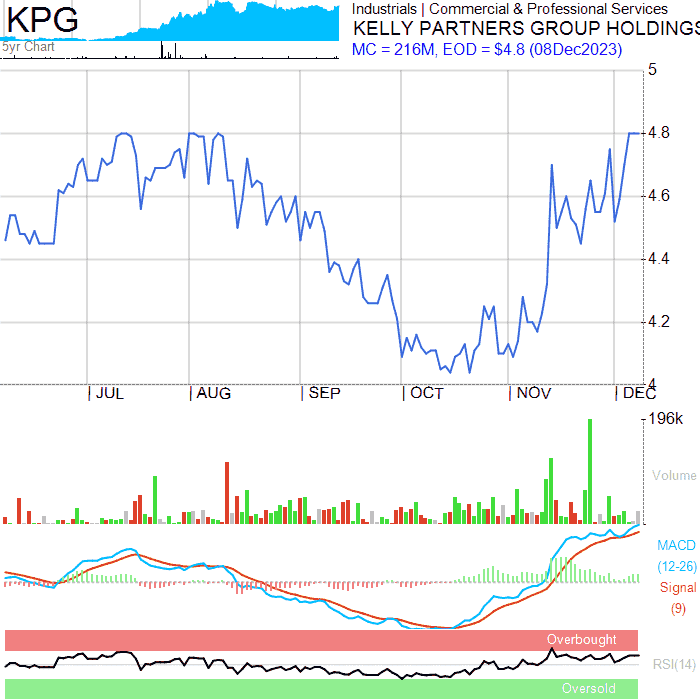 KPG
5yr Chart
Industrials | Commercial & Professional Services
KELLY PARTNERS GROUP HOLDINGS
MC = 216M, EOD = $4.8 (08Dec2023)
5
4.8
4.6
4.4
4.2
4
JUL AUG SEP OCT NOV DEC
196k
Volume
MACD
(12-26)
Signal
(9)
Overbought
RSI(14)
Oversold